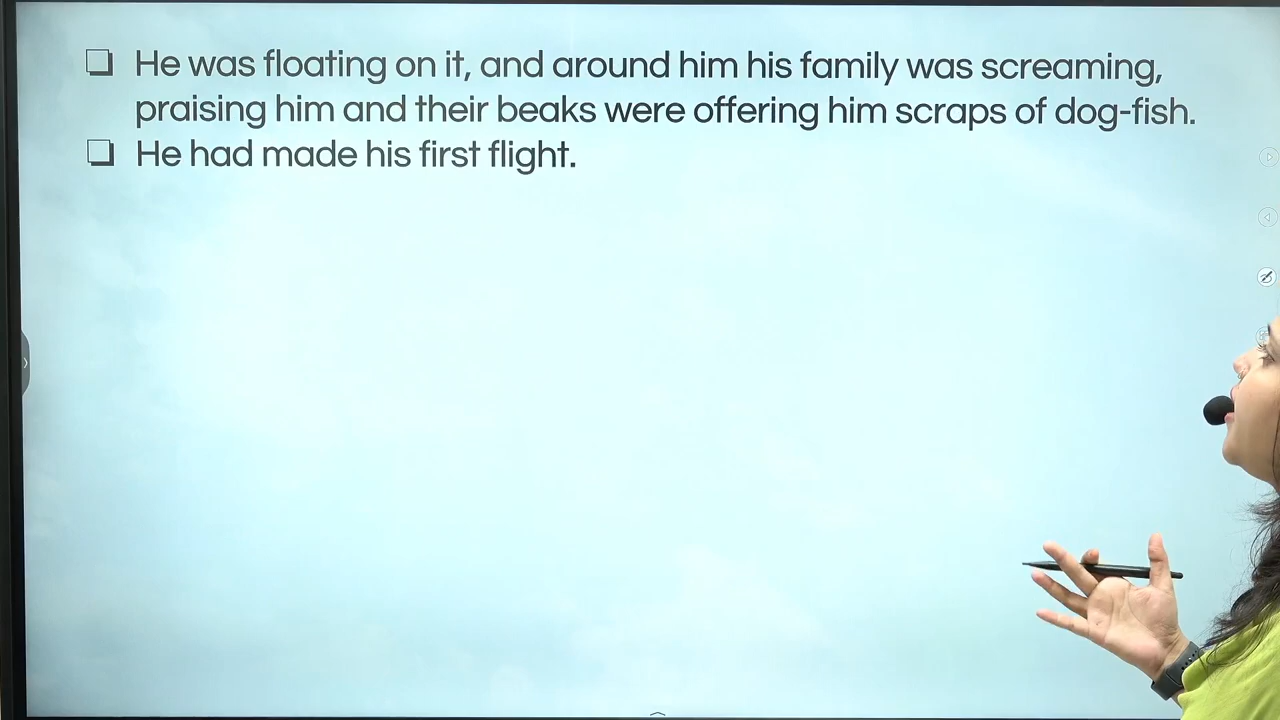 ❑ He was floating on it, and around him his family was screaming,
praising him and their beaks were offering him scraps of dog-fish.
❑ He had made his first flight.